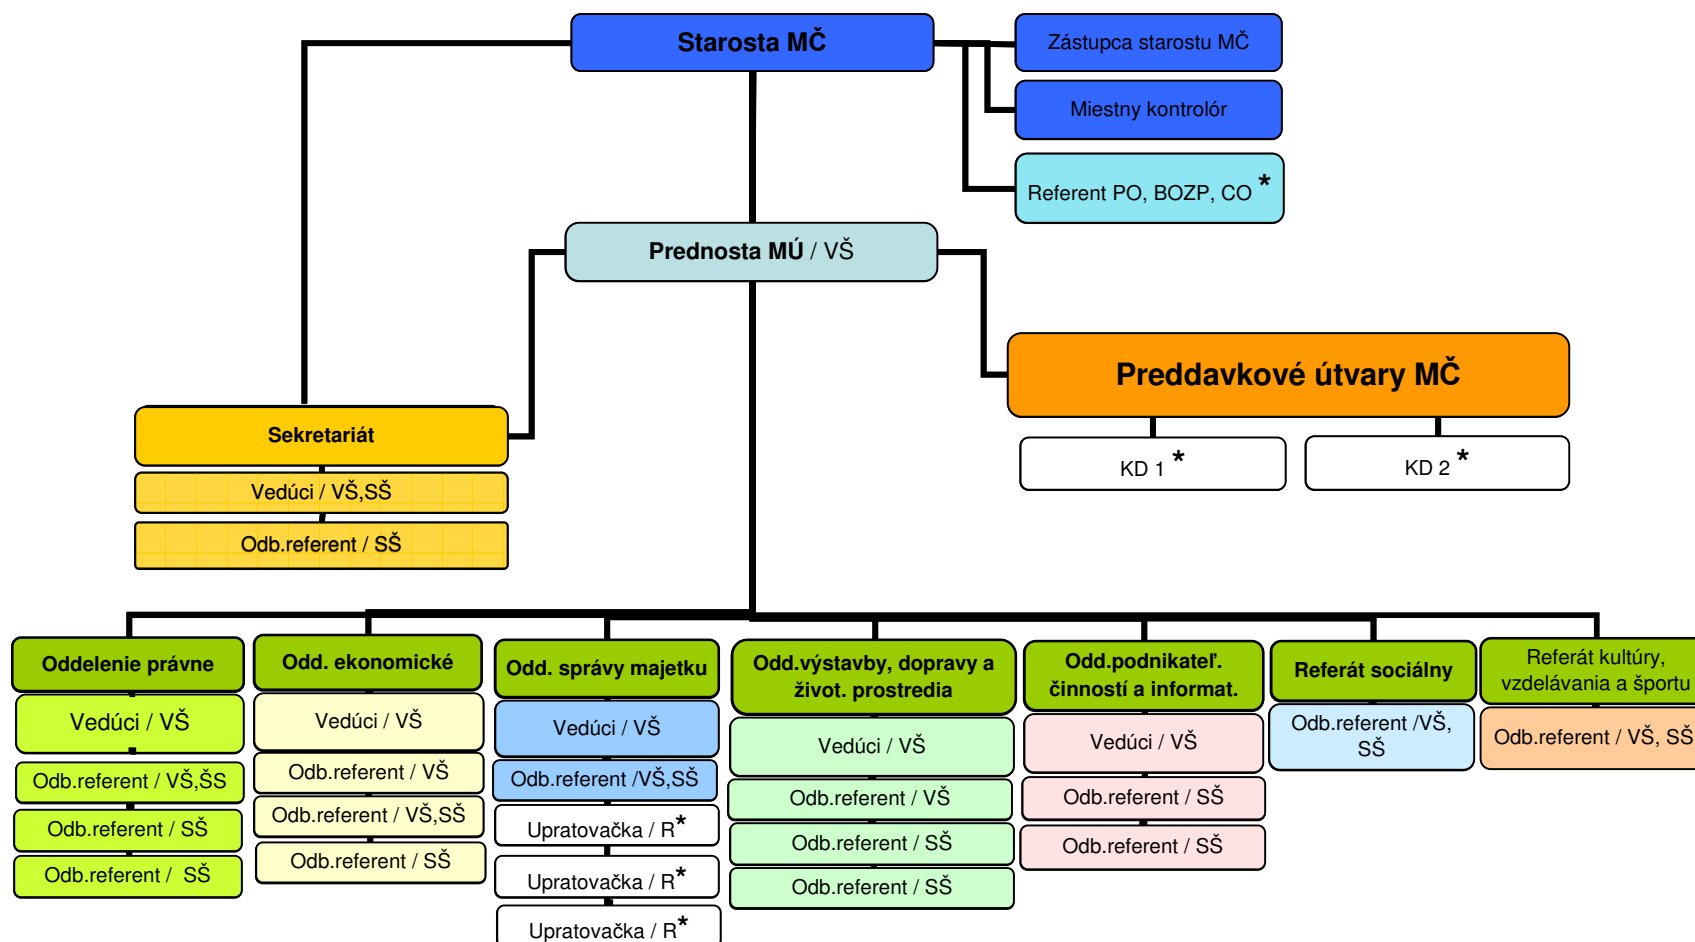 Starosta MČ
Zástupca starostu MČ
Miestny kontrolór
Referent PO, BOZP, CO *
Prednosta MÚ / VŠ
Preddavkové útvary MČ
KD 1 *
KD 2 *
Sekretariát
Vedúci / VŠ,SŠ
Odb.referent / SŠ
Oddelenie právne
Vedúci / VŠ
Odb.referent / VŠ,ŠS
Odb.referent / SŠ
Odb.referent / SŠ
Odd. ekonomické
Vedúci / VŠ
Odb.referent / VŠ
Odb.referent / VŠ,SŠ
Odb.referent / SŠ
Odd. správy majetku
Vedúci / VŠ
Odb.referent /VŠ,SŠ
Upratovačka / R*
Upratovačka / R*
Upratovačka / R*
Odd.výstavby, dopravy a
život. prostredia
Vedúci / VŠ
Odb.referent / VŠ
Odb.referent / SŠ
Odb.referent / SŠ
Odd.podnikateľ.
činností a informat.
Vedúci / VŠ
Odb.referent / SŠ
Odb.referent / SŠ
Referát sociálny
Odb.referent /VŠ,
SŠ
Referát kultúry,
vzdelávania a športu
Odb.referent / VŠ, SŠ